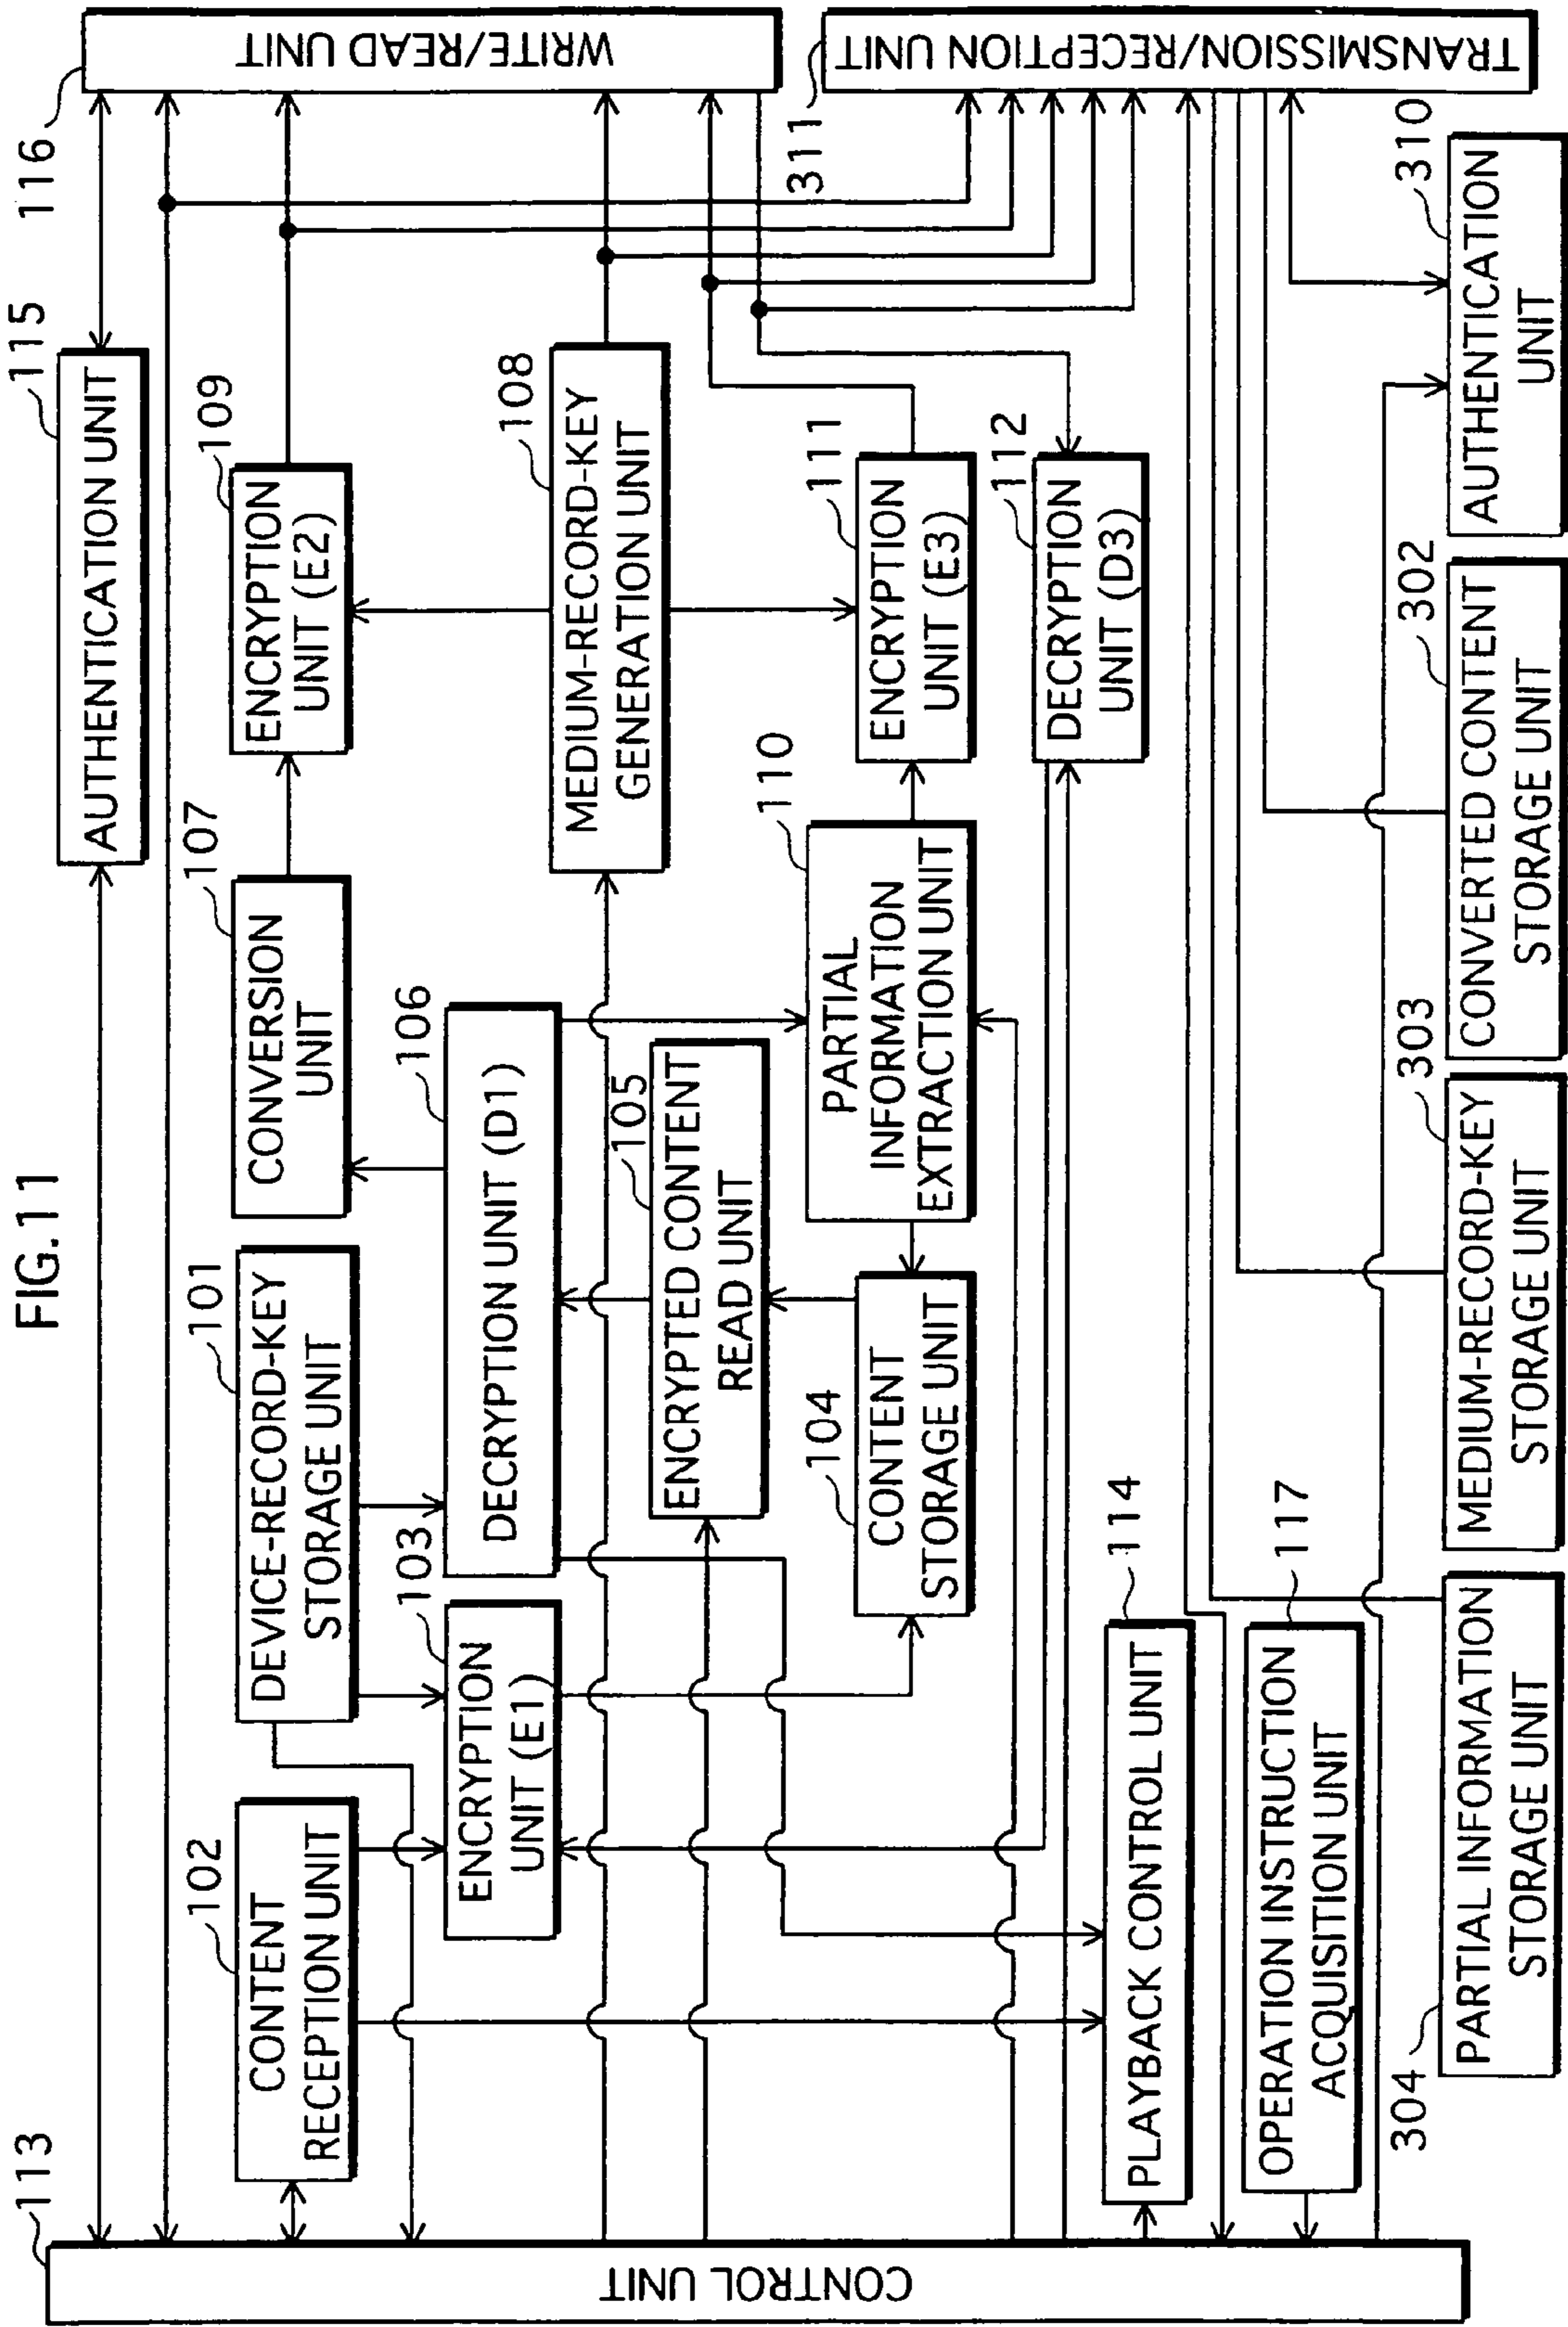 FIG.11
113
CONTROL UNIT
102
CONTENT
RECEPTION UNIT
101
DEVICE-RECORD-KEY
STORAGE UNIT
107
CONVERSION
UNIT
109
ENCRYPTION
UNIT (E2)
115
AUTHENTICATION UNIT
116
WRITE/READ UNIT
103
ENCRYPTION
UNIT (E1)
106
DECRYPTION UNIT (D1)
105
ENCRYPTED CONTENT
READ UNIT
108
MEDIUM-RECORD-KEY
GENERATION UNIT
104
CONTENT
STORAGE UNIT
110
PARTIAL
INFORMATION
EXTRACTION UNIT
111
ENCRYPTION
UNIT (E3)
112
DECRYPTION
UNIT (D3)
311
TRANSMISSION/RECEPTION UNIT
114
PLAYBACK CONTROL UNIT
117
OPERATION INSTRUCTION
ACQUISITION UNIT
304
PARTIAL INFORMATION
STORAGE UNIT
303
MEDIUM-RECORD-KEY
STORAGE UNIT
302
CONVERTED CONTENT
STORAGE UNIT
310
AUTHENTICATION
UNIT